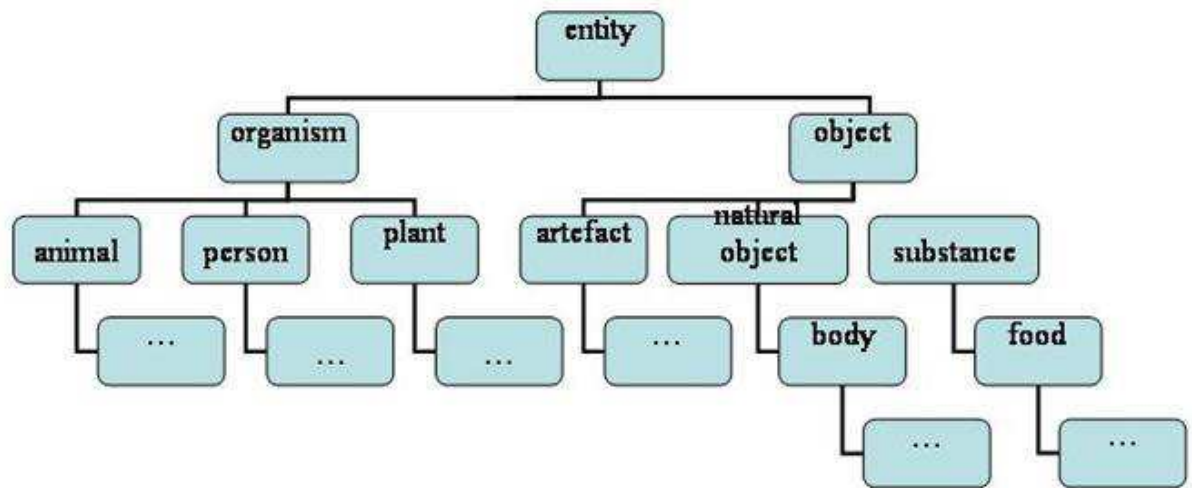 entity
organism
object
animal
person
plant
artefact
natural
object
substance
...
...
...
...
body
food
...
...